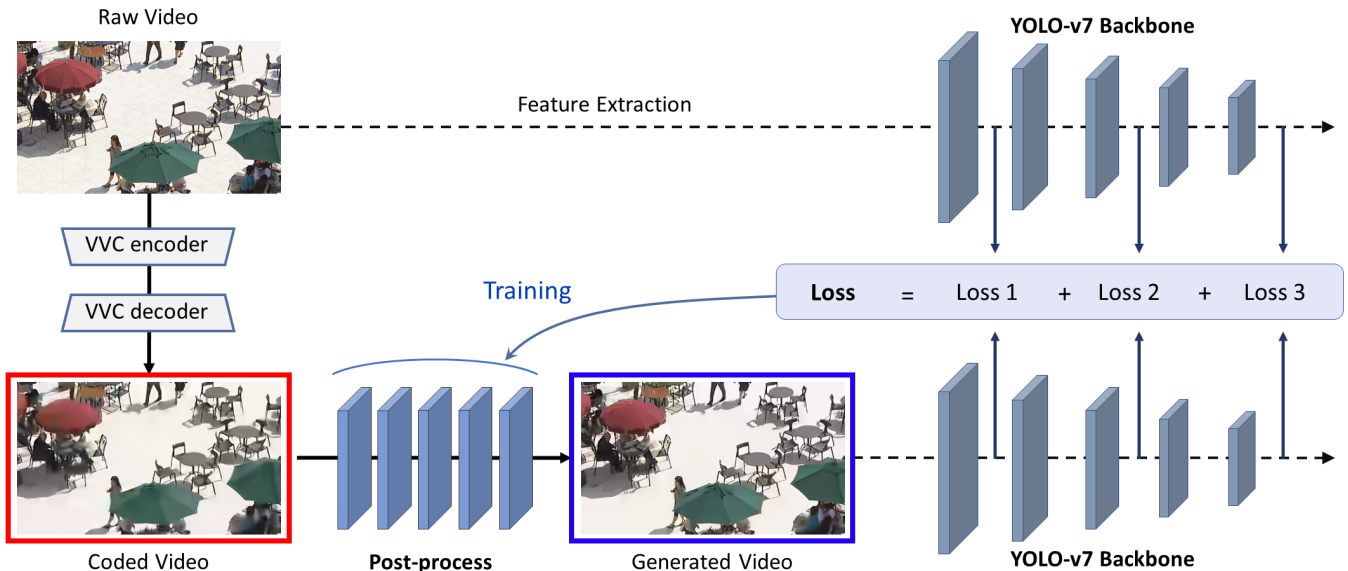 Raw Video
YOLO-v7 Backbone
Feature Extraction
VVC encoder
VVC decoder
Training
Loss = Loss 1 + Loss 2 + Loss 3
Coded Video
Post-process
Generated Video
YOLO-v7 Backbone